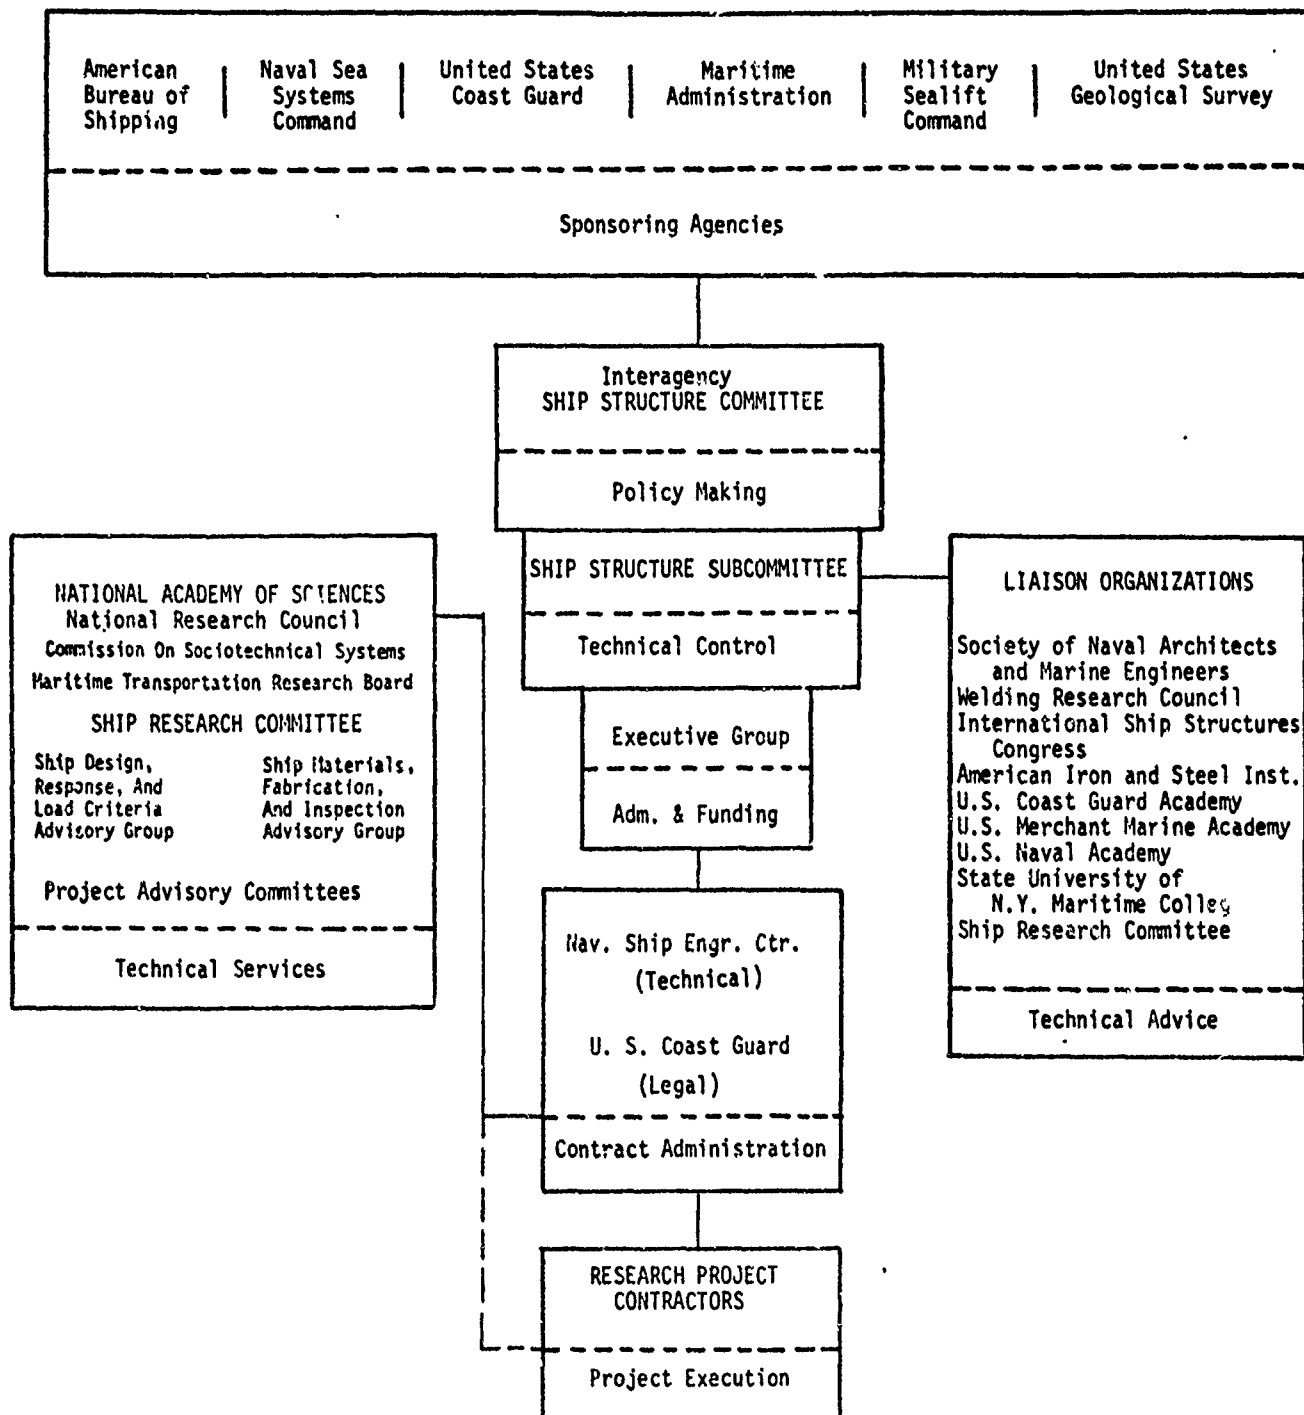 American Bureau of Shipping
Naval Sea Systems Command
United States Coast Guard
Maritime Administration
Military Sealift Command
United States Geological Survey
Sponsoring Agencies
Interagency
SHIP STRUCTURE COMMITTEE
Policy Making
SHIP STRUCTURE SUBCOMMITTEE
Technical Control
Executive Group
Adm. & Funding
NATIONAL ACADEMY OF SCIENCES
National Research Council
Commission On Sociotechnical Systems
Maritime Transportation Research Board
SHIP RESEARCH COMMITTEE
Ship Design,
Response, And
Load Criteria
Advisory Group
Ship Materials,
Fabrication,
And Inspection
Advisory Group
Project Advisory Committees
Technical Services
LIAISON ORGANIZATIONS
Society of Naval Architects
and Marine Engineers
Welding Research Council
International Ship Structures
Congress
American Iron and Steel Inst.
U.S. Coast Guard Academy
U.S. Merchant Marine Academy
U.S. Naval Academy
State University of
N.Y. Maritime Colleg
Ship Research Committee
Technical Advice
Nav. Ship Engr. Ctr.
(Technical)
U. S. Coast Guard
(Legal)
Contract Administration
RESEARCH PROJECT
CONTRACTORS
Project Execution